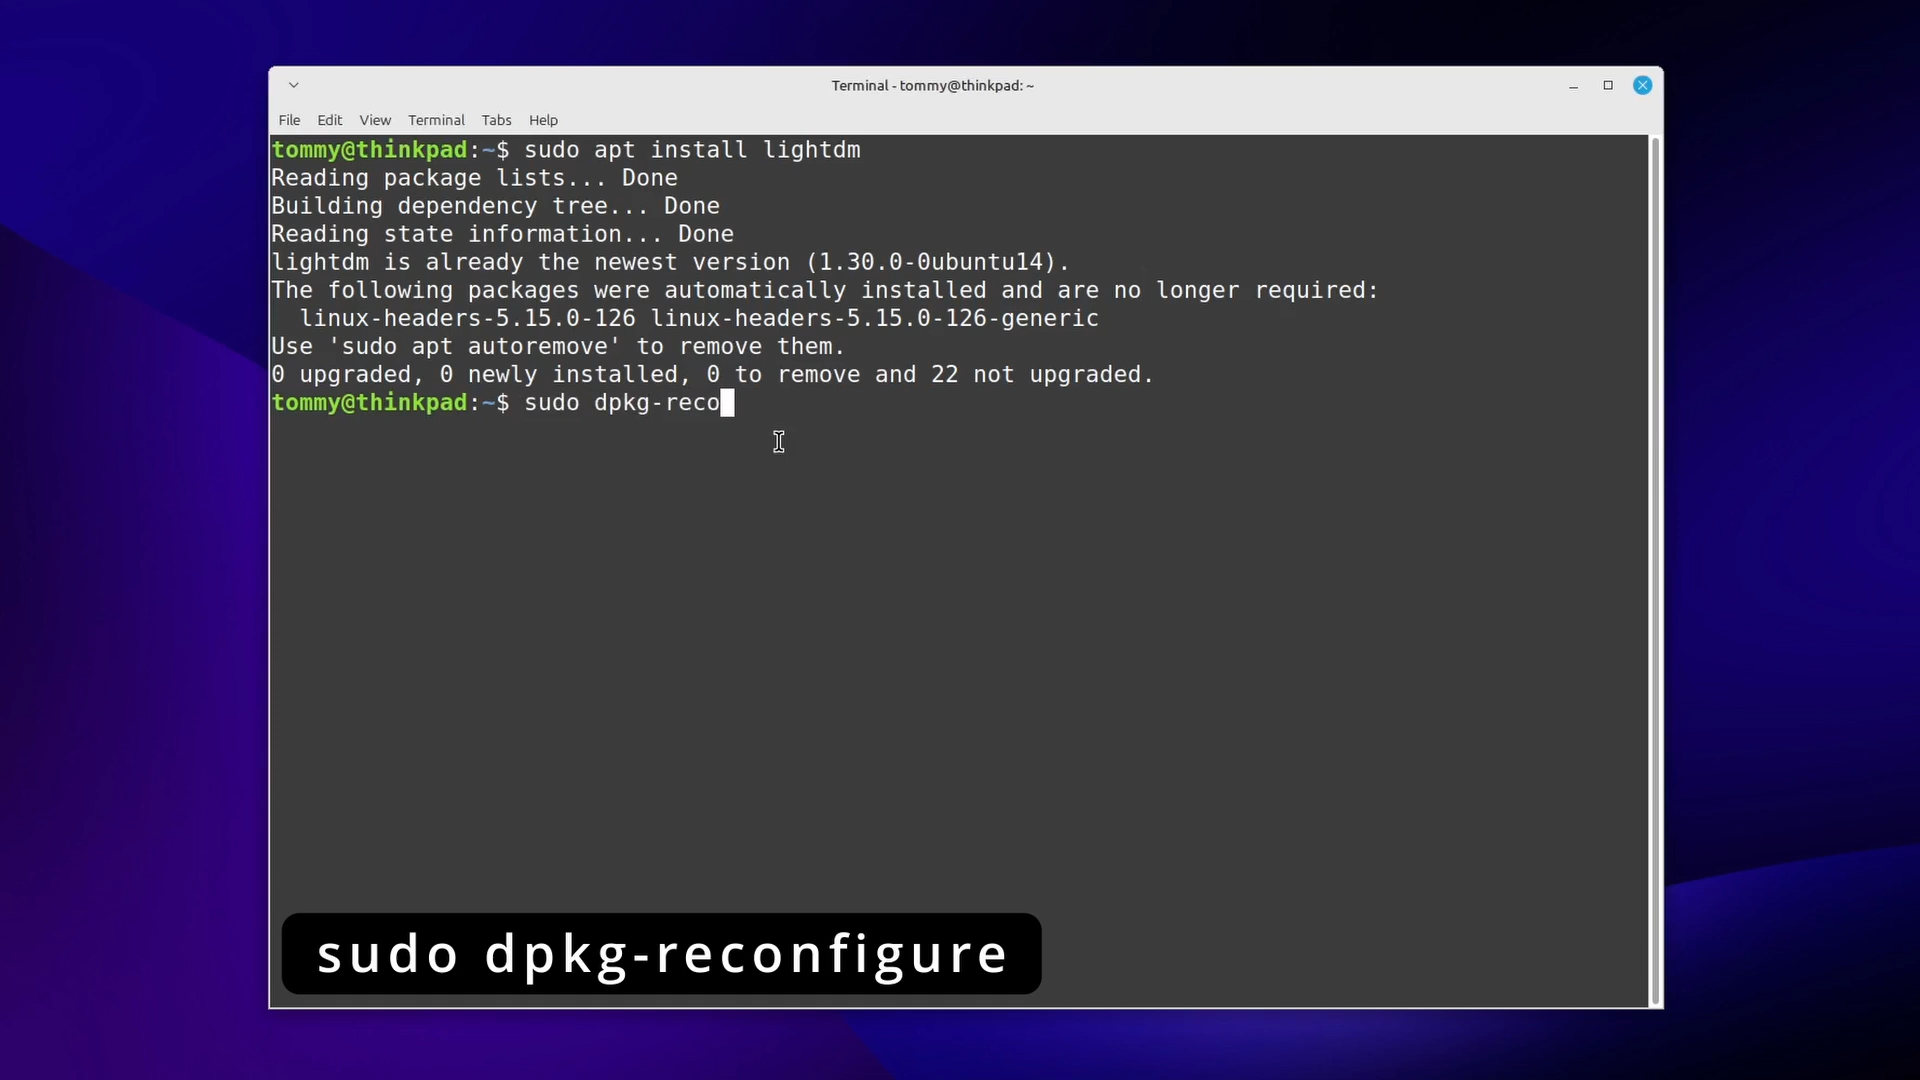 Terminal - tommy@thinkpad: ~
File Edit View Terminal Tabs Help
tommy@thinkpad:~$ sudo apt install lightdm
Reading package lists... Done
Building dependency tree... Done
Reading state information... Done
lightdm is already the newest version (1.30.0-0ubuntu14).
The following packages were automatically installed and are no longer required:
  linux-headers-5.15.0-126 linux-headers-5.15.0-126-generic
Use 'sudo apt autoremove' to remove them.
0 upgraded, 0 newly installed, 0 to remove and 22 not upgraded.
tommy@thinkpad:~$ sudo dpkg-reco
sudo dpkg-reconfigure